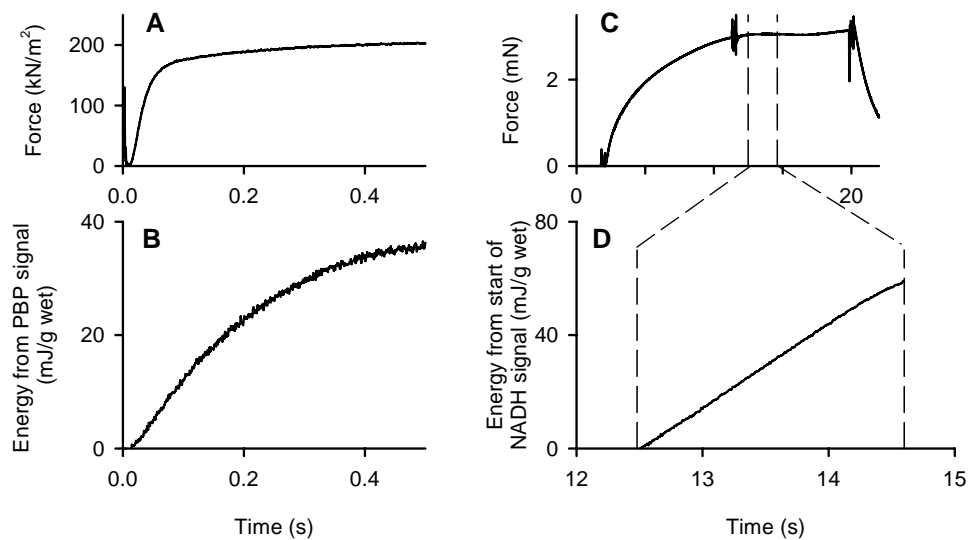 A
Force (kN/m²)
200
100
0
0.0
0.2
0.4
C
Force (mN)
2
0
0
20
B
Energy from PBP signal
(mJ/g wet)
40
20
0
0.0
0.2
0.4
Time (s)
D
Energy from start of
NADH signal (mJ/g wet)
80
40
0
12
13
14
15
Time (s)